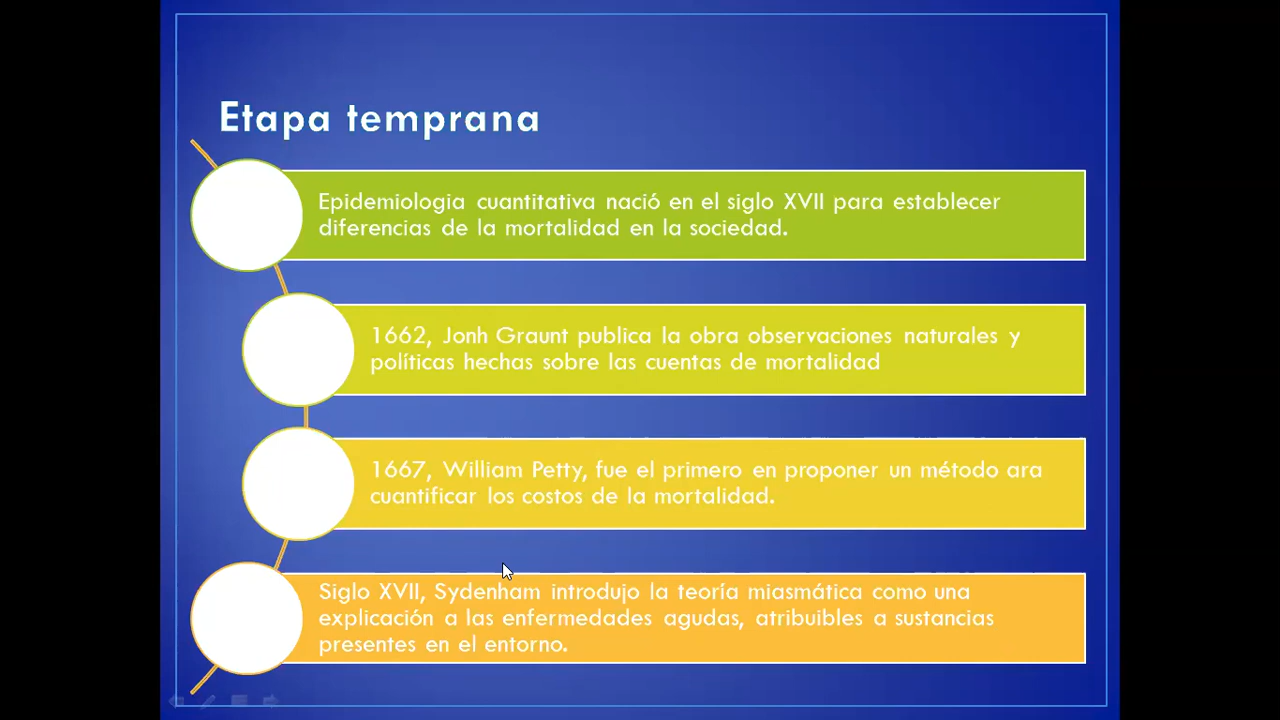 Etapa temprana
Epidemiologia cuantitativa nació en el siglo XVII para establecer
diferencias de la mortalidad en la sociedad.
1662, Jonh Graunt publica la obra observaciones naturales y
políticas hechas sobre las cuentas de mortalidad
1667, William Petty, fue el primero en proponer un método ara
cuantificar los costos de la mortalidad.
Siglo XVII, Sydenham introdujo la teoría miasmática como una
explicación a las enfermedades agudas, atribuibles a sustancias
presentes en el entorno.